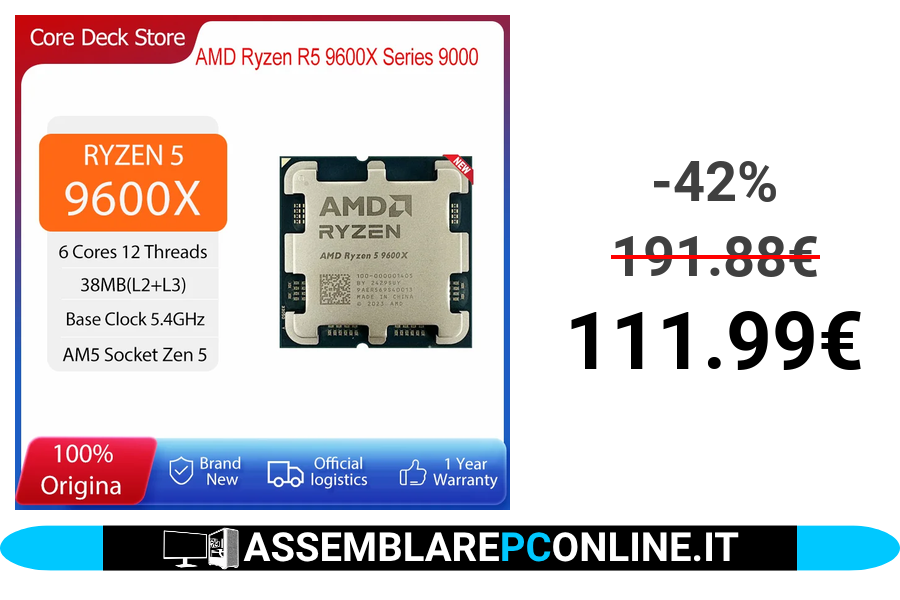 Core Deck Store
AMD Ryzen R5 9600X Series 9000
RYZEN 5
9600X
6 Cores 12 Threads
38MB(L2+L3)
Base Clock 5.4GHz
AM5 Socket Zen 5
NEW
AMD
RYZEN
AMD Ryzen 5 9600X
100-000001405
MADE IN CHINA
© 2023 AMD
-42%
191.88€
111.99€
100%
Origina
Brand
New
Official
logistics
1 Year
Warranty
ASSEMBLAREPCONLINE.IT